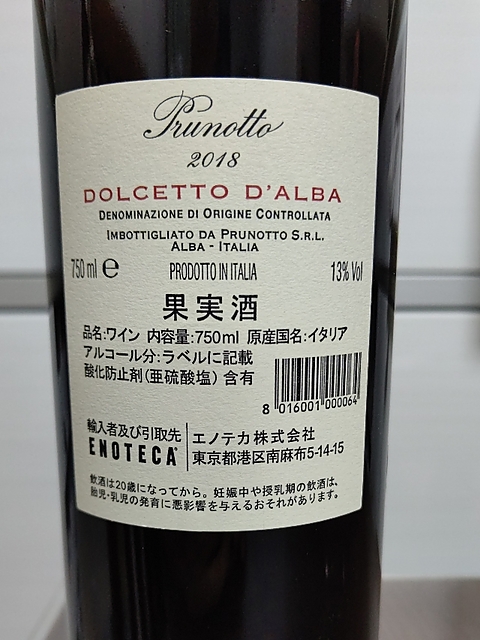 Prunotto
2018
DOLCETTO D'ALBA
DENOMINAZIONE DI ORIGINE CONTROLLATA
IMBOTTIGLIATO DA PRUNOTTO S.R.L.
ALBA - ITALIA
750 ml e PRODOTTO IN ITALIA 13% Vol
果実酒
品名:ワイン 内容量:750ml 原産国名:イタリア
アルコール分:ラベルに記載
酸化防止剤(亜硫酸塩) 含有
8 016001 000064
輸入者及び引取先
ENOTECA
エノテカ株式会社
東京都港区南麻布5-14-15
飲酒は20歳になってから。妊娠中や授乳期の飲酒は、
胎児・乳児の発育に悪影響を与えるおそれがあります。